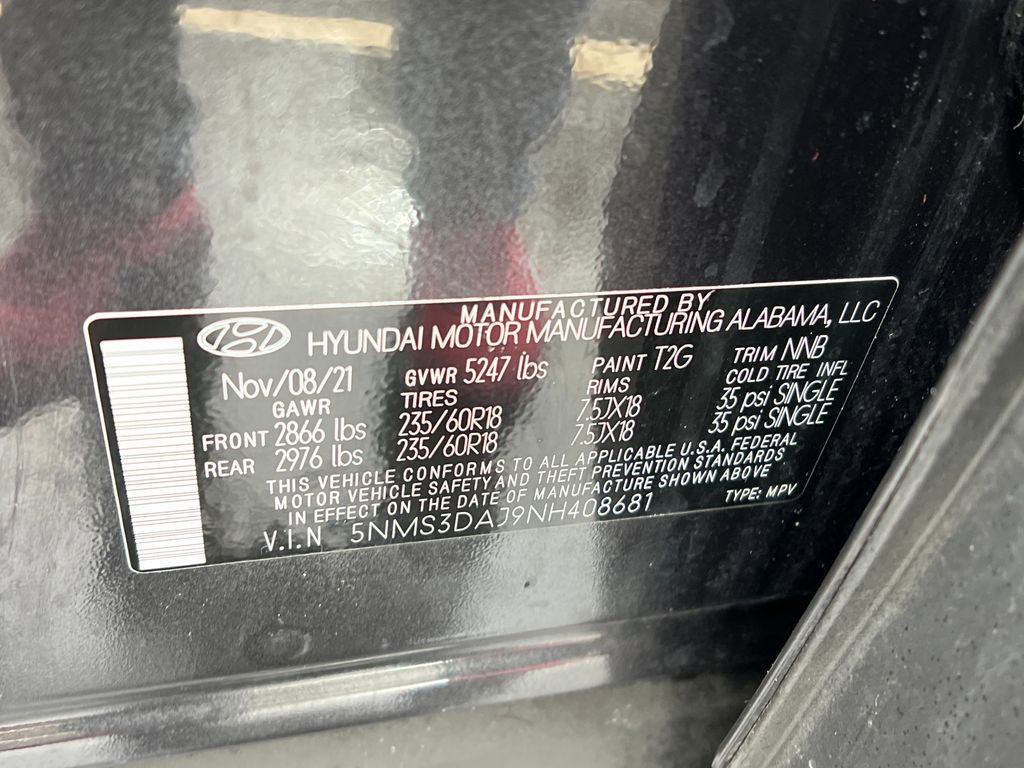 MANUFACTURED BY
HYUNDAI MOTOR MANUFACTURING ALABAMA, LLC
Nov/08/21 GVWR 5247 lbs PAINT T2G TRIM NNB
GAWR TIRES RIMS COLD TIRE INFL
FRONT 2866 lbs 235/60R18 7.5JX18 35 psi SINGLE
REAR 2976 lbs 235/60R18 7.5JX18 35 psi SINGLE
THIS VEHICLE CONFORMS TO ALL APPLICABLE U.S.A. FEDERAL
MOTOR VEHICLE SAFETY AND THEFT PREVENTION STANDARDS
IN EFFECT ON THE DATE OF MANUFACTURE SHOWN ABOVE
V.I.N 5NMS3DAJ9NH408681 TYPE: MPV